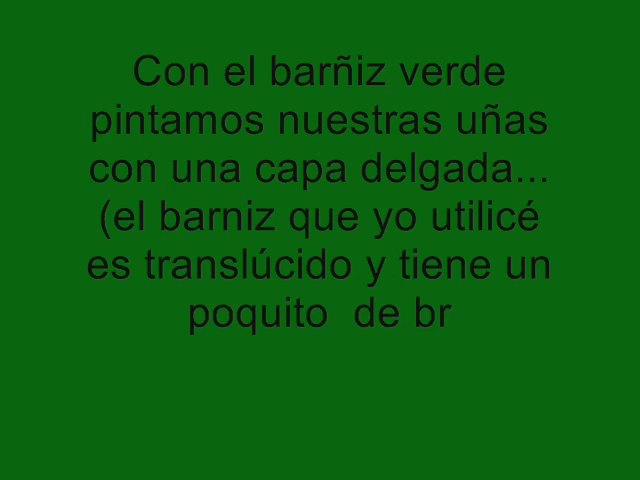 Con el barñiz verde
pintamos nuestras uñas
con una capa delgada...
(el barniz que yo utilicé
es translúcido y tiene un
poquito  de br